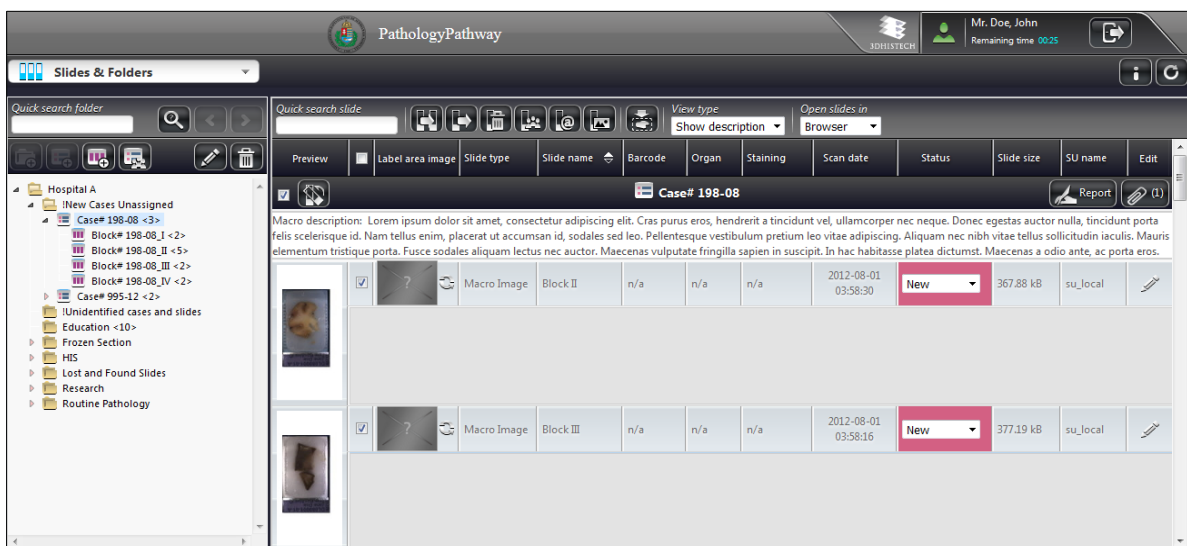 PathologyPathway
3DHISTECH
Mr. Doe, John
Remaining time 00:25
Slides & Folders
Quick search folder
Quick search slide
View type
Show description
Open slides in
Browser
Preview
Label area image
Slide type
Slide name
Barcode
Organ
Staining
Scan date
Status
Slide size
SU name
Edit
Hospital A
!New Cases Unassigned
Case# 198-08 <3>
Block# 198-08_I <2>
Block# 198-08_II <5>
Block# 198-08_III <2>
Block# 198-08_IV <2>
Case# 995-12 <2>
!Unidentified cases and slides
Education <10>
Frozen Section
HIS
Lost and Found Slides
Research
Routine Pathology
Case# 198-08
Report
(1)
Macro description: Lorem ipsum dolor sit amet, consectetur adipiscing elit. Cras purus eros, hendrerit a tincidunt vel, ullamcorper nec neque. Donec egestas auctor nulla, tincidunt porta
felis scelerisque id. Nam tellus enim, placerat ut accumsan id, sodales sed leo. Pellentesque vestibulum pretium leo vitae adipiscing. Aliquam nec nibh vitae tellus sollicitudin iaculis. Mauris
elementum tristique porta. Fusce sodales aliquam lectus nec auctor. Maecenas vulputate fringilla sapien in suscipit. In hac habitasse platea dictumst. Maecenas a odio ante, ac porta eros.
?
Macro Image
Block II
n/a
n/a
n/a
2012-08-01
03:58:30
New
367.88 kB
su_local
?
Macro Image
Block III
n/a
n/a
n/a
2012-08-01
03:58:16
New
377.19 kB
su_local